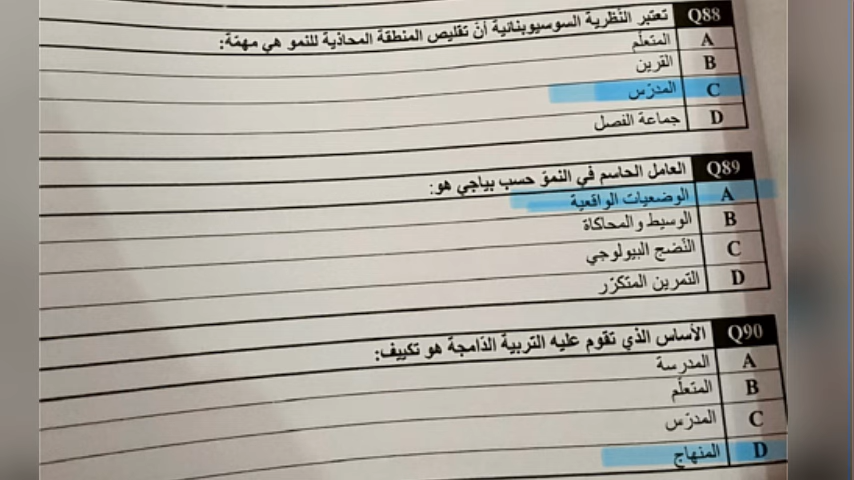 Q88 تعتبر النّظرية السوسيوبنائية أنّ تقليص المنطقة المحاذية للنمو هي مهمّة:
A المتعلّم
B القرين
C المدرّس
D جماعة الفصل
Q89 العامل الحاسم في النموّ حسب بياجي هو:
A الوضعيات الواقعية
B الوسيط والمحاكاة
C النّضج البيولوجي
D التمرين المتكرّر
Q90 الأساس الذي تقوم عليه التربية الدّامجة هو تكييف:
A المدرسة
B المتعلّم
C المدرّس
D المنهاج